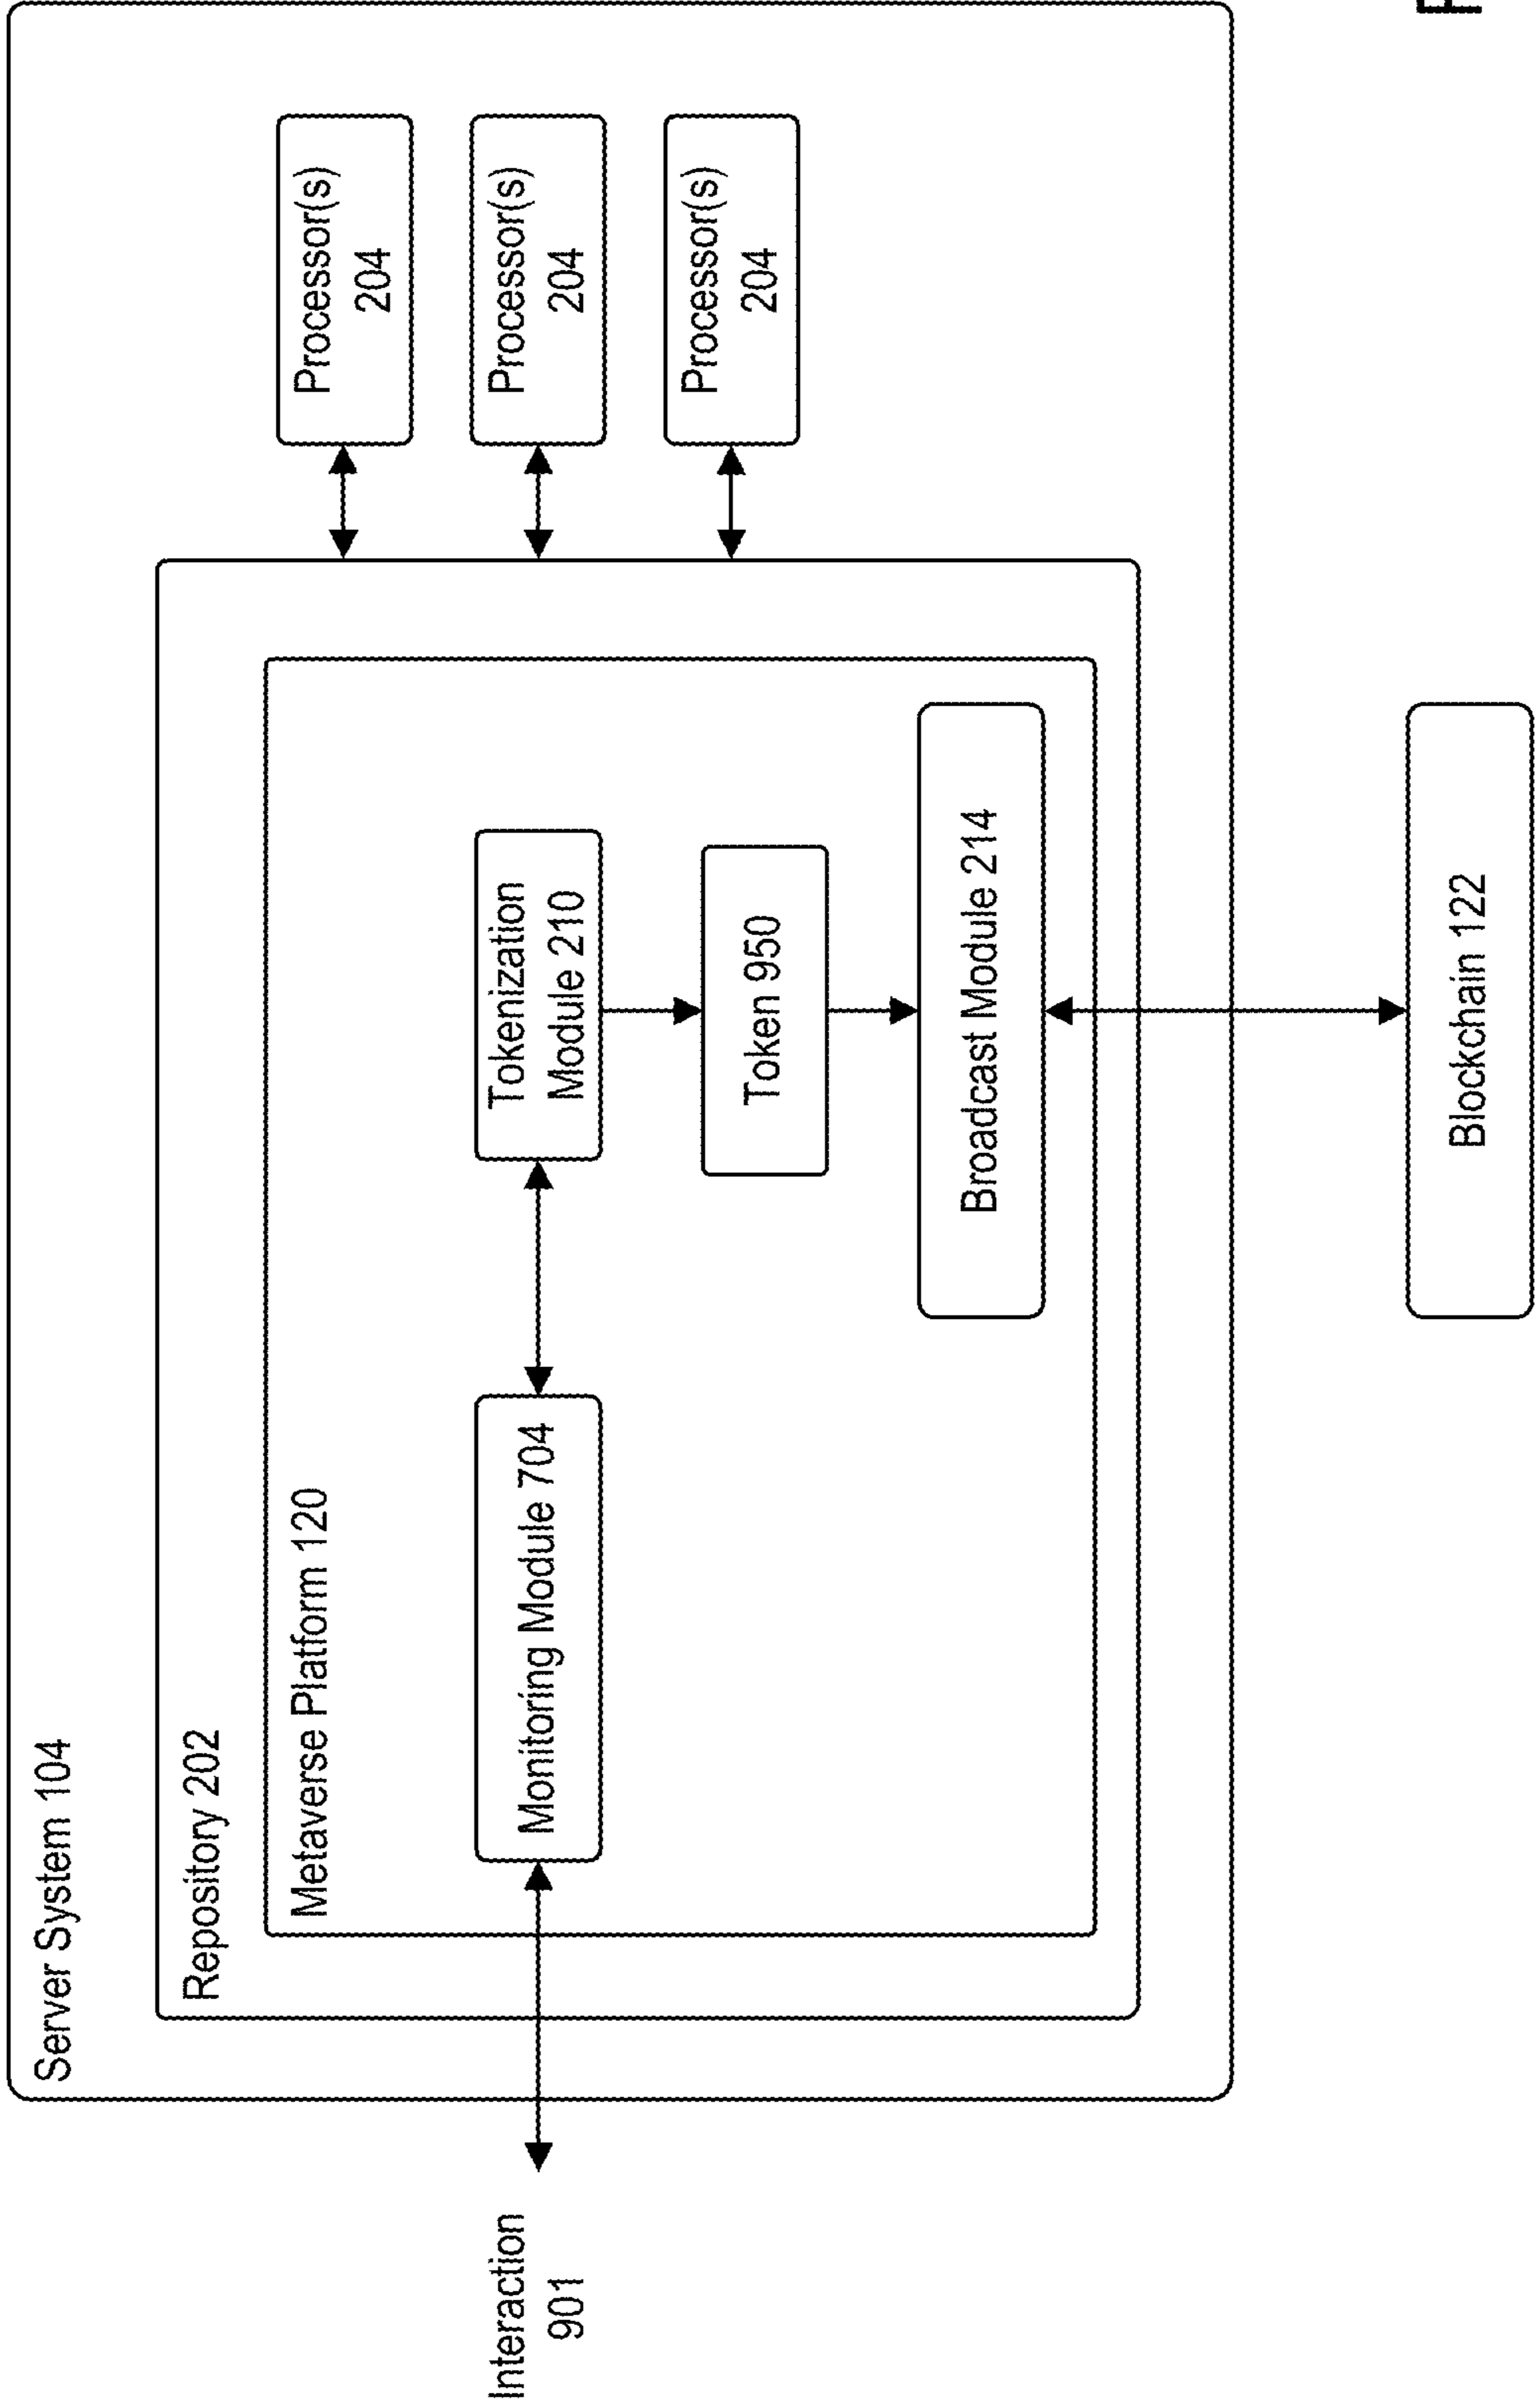 Server System 104
Repository 202
Metaverse Platform 120
Interaction
901
Monitoring Module 704
Tokenization
Module 210
Token 950
Broadcast Module 214
Processor(s)
204
Processor(s)
204
Processor(s)
204
Blockchain 122